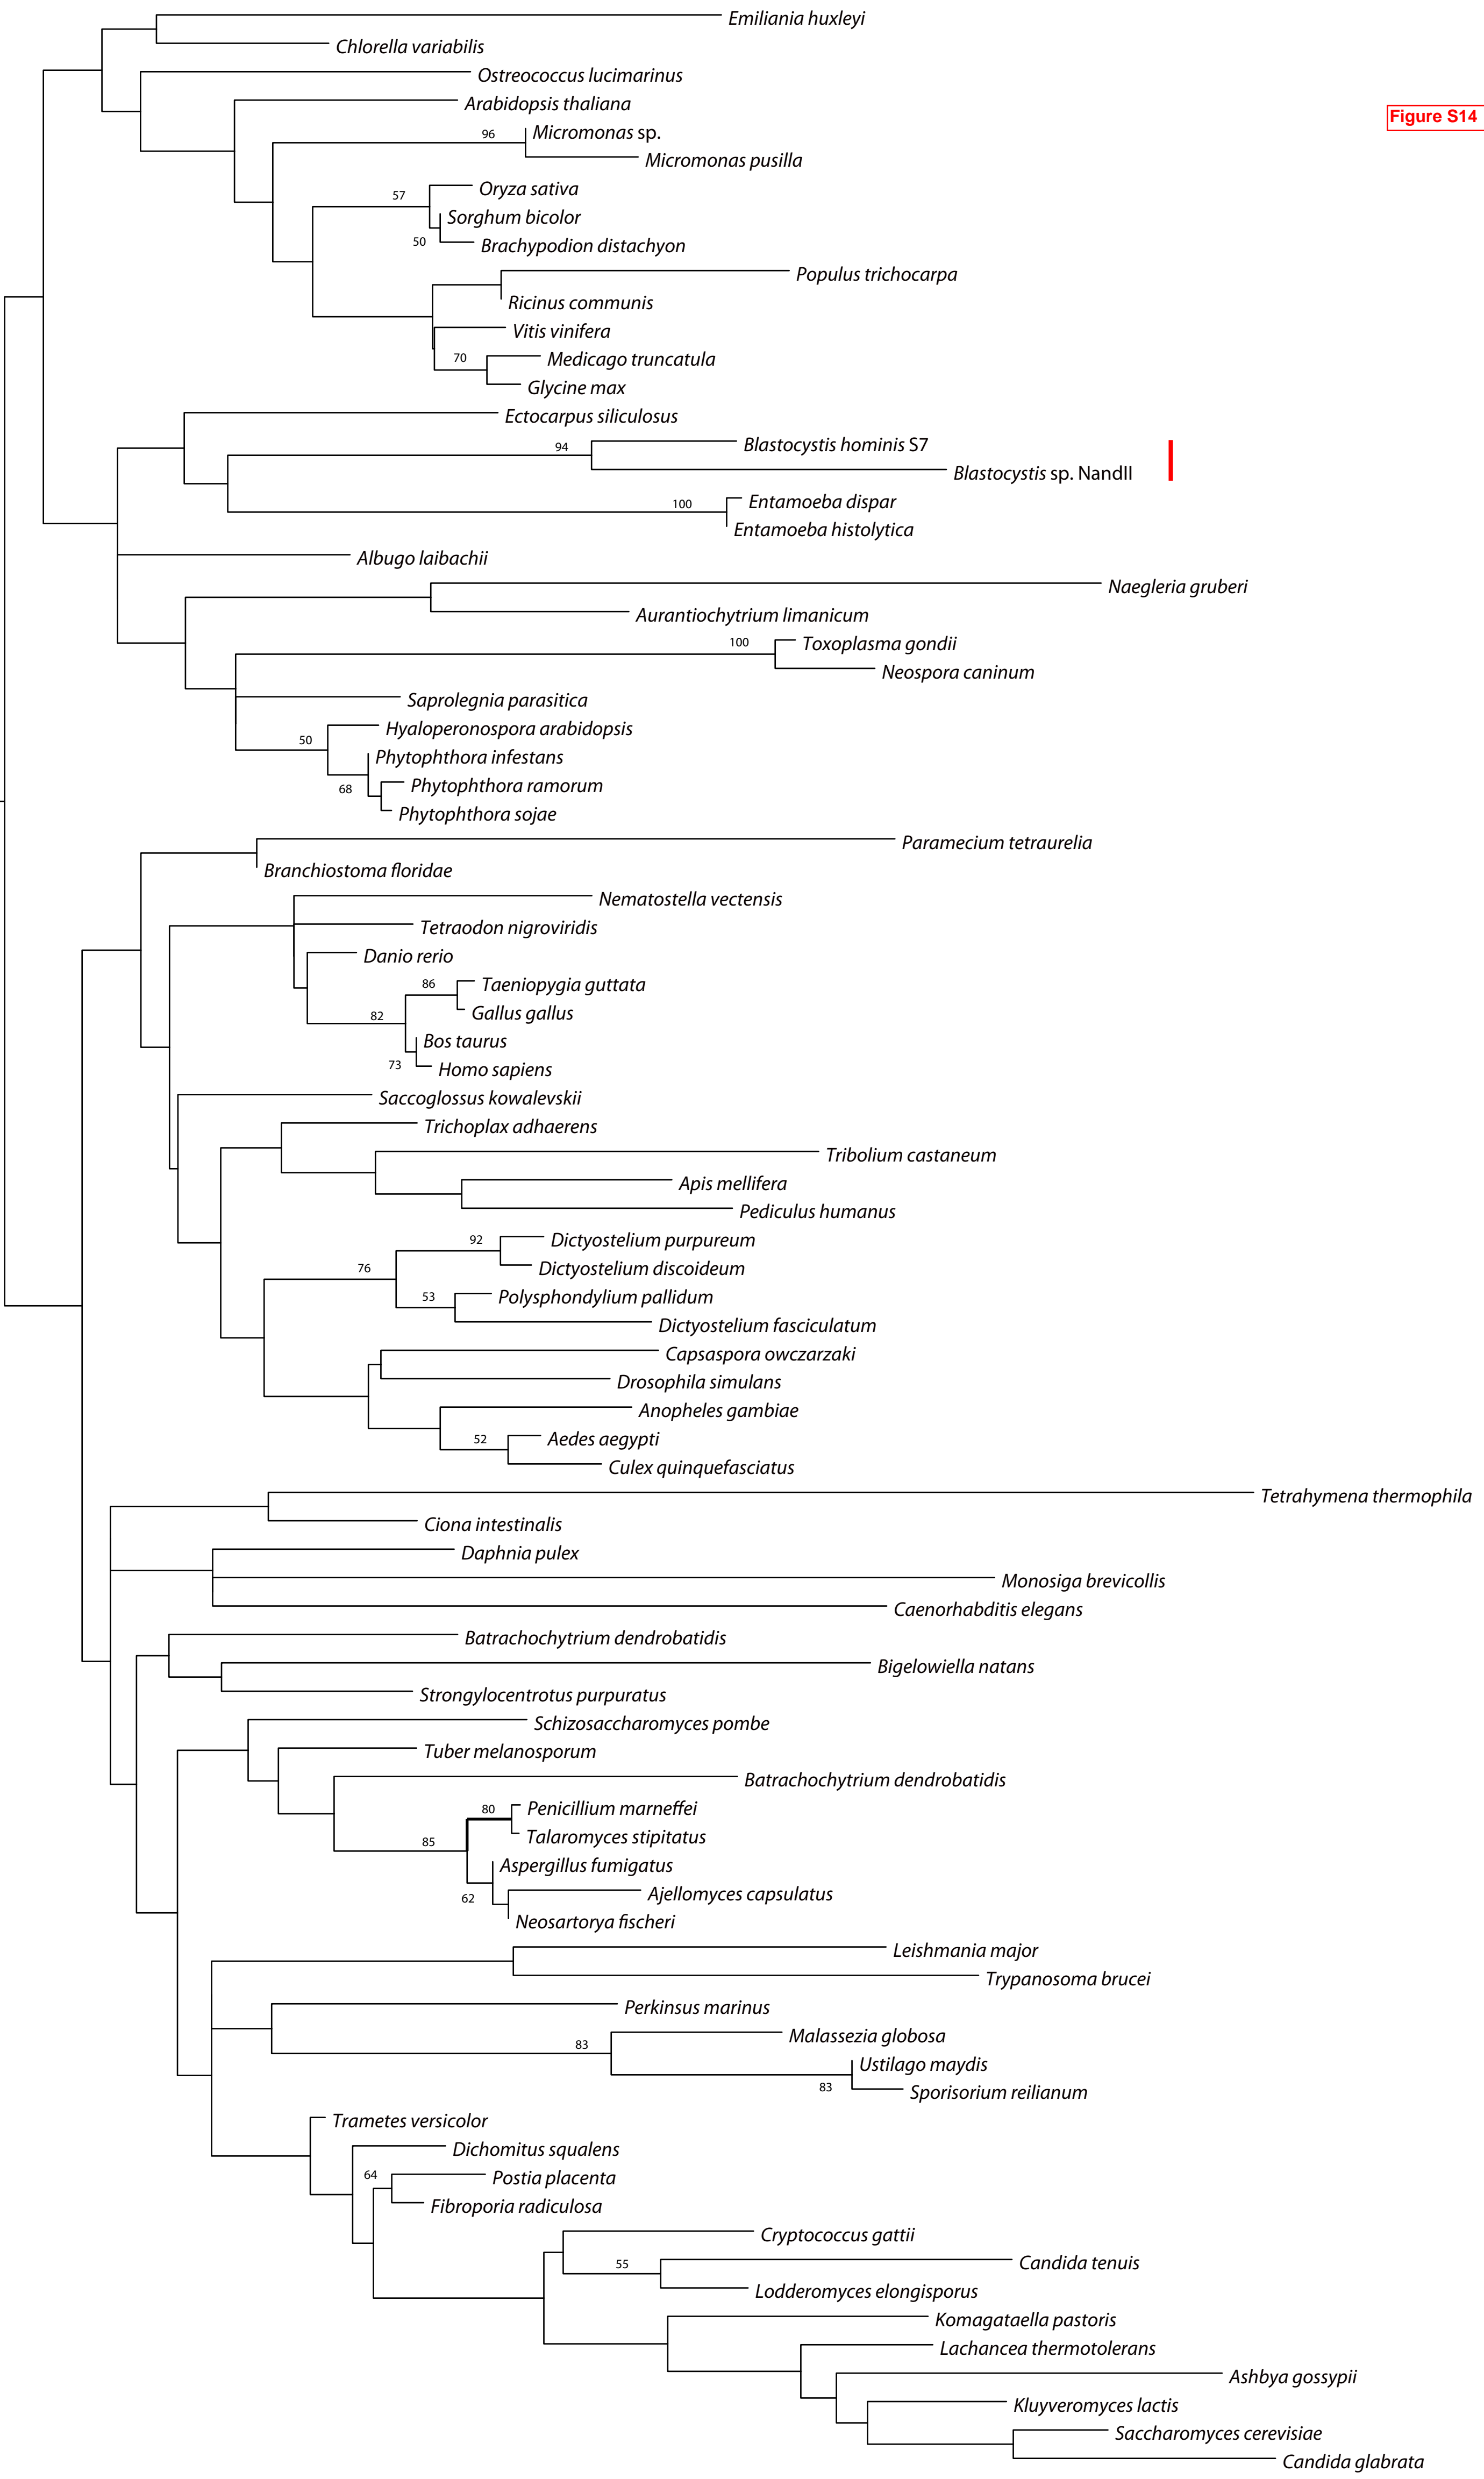 Emiliania huxleyi
Chlorella variabilis
Ostreococcus lucimarinus
Arabidopsis thaliana
Figure S14
96
Micromonas sp.
Micromonas pusilla
57
Oryza sativa
Sorghum bicolor
50
Brachypodion distachyon
Populus trichocarpa
Ricinus communis
Vitis vinifera
70
Medicago truncatula
Glycine max
Ectocarpus siliculosus
94
Blastocystis hominis S7
Blastocystis sp. NandII
100
Entamoeba dispar
Entamoeba histolytica
Albugo laibachii
Naegleria gruberi
Aurantiochytrium limanicum
100
Toxoplasma gondii
Neospora caninum
Saprolegnia parasitica
Hyaloperonospora arabidopsis
50
Phytophthora infestans
68
Phytophthora ramorum
Phytophthora sojae
Paramecium tetraurelia
Branchiostoma floridae
Nematostella vectensis
Tetraodon nigroviridis
Danio rerio
86
Taeniopygia guttata
Gallus gallus
82
Bos taurus
73
Homo sapiens
Saccoglossus kowalevskii
Trichoplax adhaerens
Tribolium castaneum
Apis mellifera
Pediculus humanus
92
Dictyostelium purpureum
76
Dictyostelium discoideum
53
Polysphondylium pallidum
Dictyostelium fasciculatum
Capsaspora owczarzaki
Drosophila simulans
Anopheles gambiae
52
Aedes aegypti
Culex quinquefasciatus
Tetrahymena thermophila
Ciona intestinalis
Daphnia pulex
Monosiga brevicollis
Caenorhabditis elegans
Batrachochytrium dendrobatidis
Bigelowiella natans
Strongylocentrotus purpuratus
Schizosaccharomyces pombe
Tuber melanosporum
Batrachochytrium dendrobatidis
80
Penicillium marneffei
85
Talaromyces stipitatus
Aspergillus fumigatus
62
Ajellomyces capsulatus
Neosartorya fischeri
Leishmania major
Trypanosoma brucei
Perkinsus marinus
83
Malassezia globosa
Ustilago maydis
83
Sporisorium reilianum
Trametes versicolor
Dichomitus squalens
64
Postia placenta
Fibroporia radiculosa
Cryptococcus gattii
55
Candida tenuis
Lodderomyces elongisporus
Komagataella pastoris
Lachancea thermotolerans
Ashbya gossypii
Kluyveromyces lactis
Saccharomyces cerevisiae
Candida glabrata